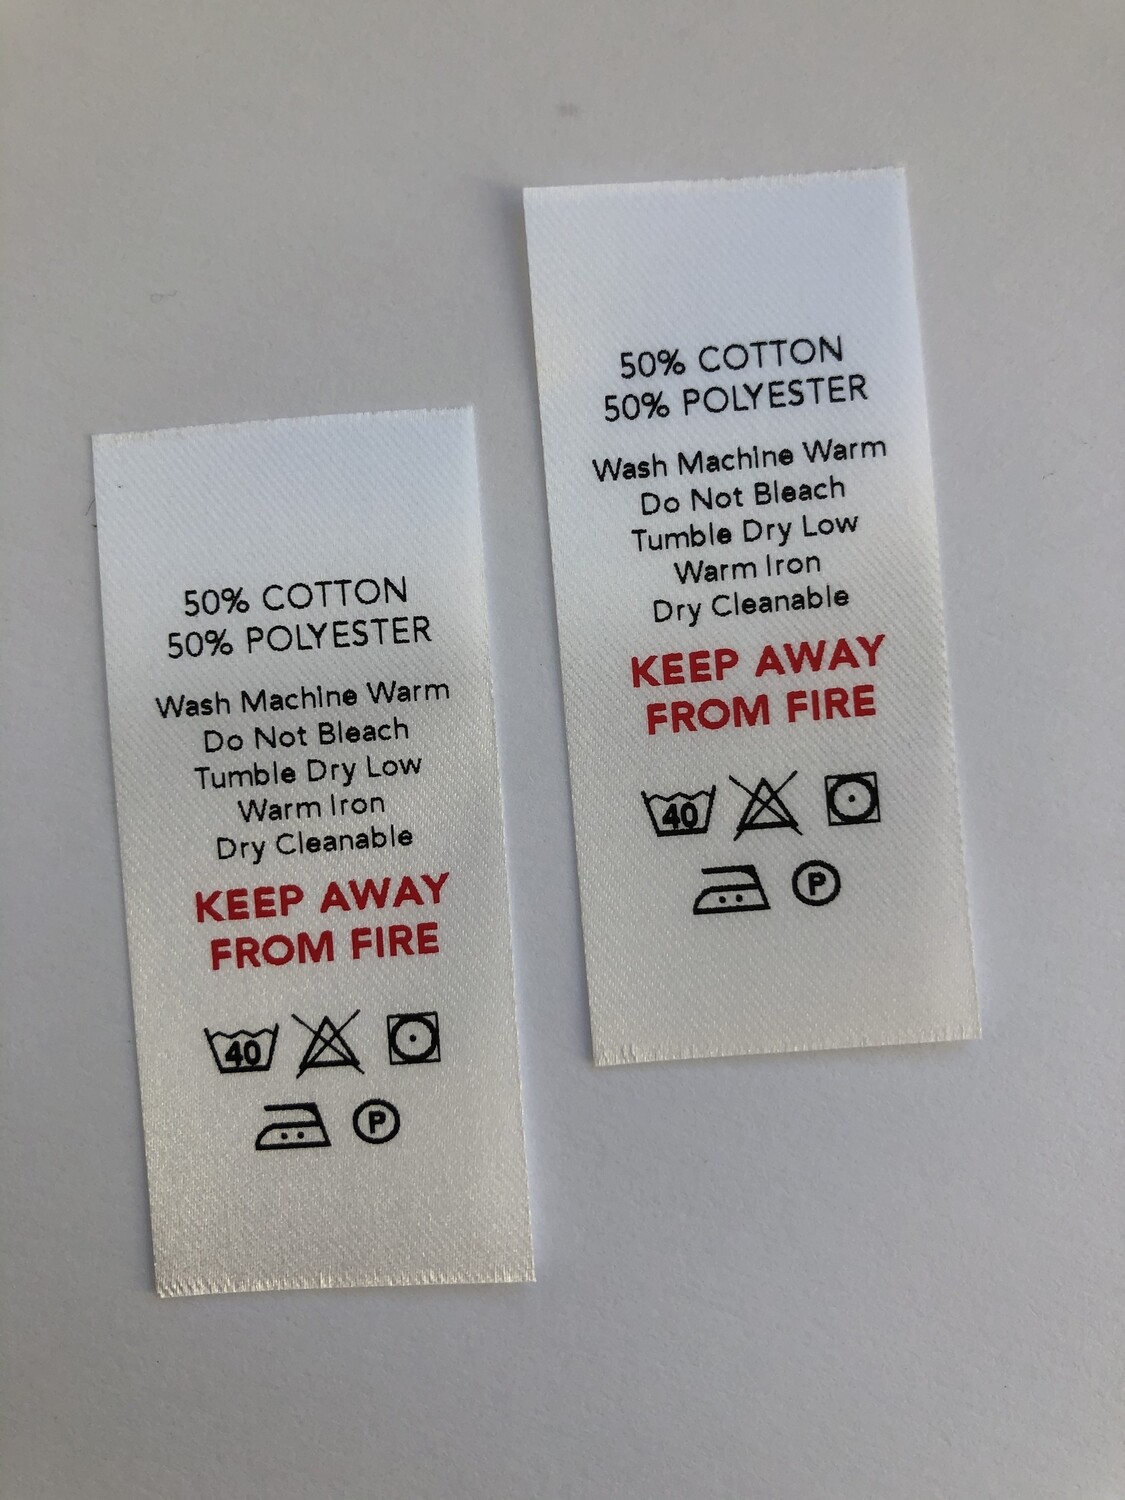 50% COTTON
50% POLYESTER
Wash Machine Warm
Do Not Bleach
Tumble Dry Low
Warm Iron
Dry Cleanable
KEEP AWAY
FROM FIRE
40
P
50% COTTON
50% POLYESTER
Wash Machine Warm
Do Not Bleach
Tumble Dry Low
Warm Iron
Dry Cleanable
KEEP AWAY
FROM FIRE
40
P